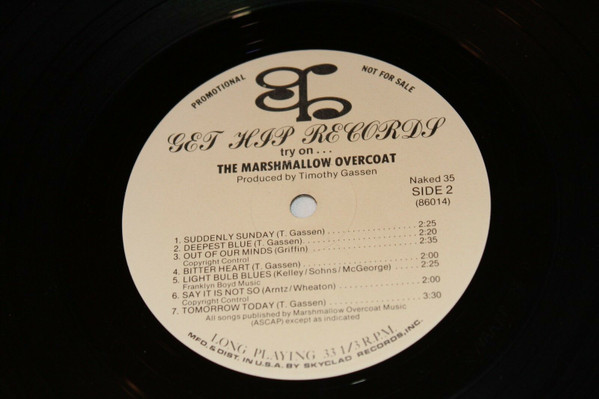 PROMOTIONAL
NOT FOR SALE
GET HIP RECORDS
try on...
THE MARSHMALLOW OVERCOAT
Produced by Timothy Gassen
Naked 35
SIDE 2
(86014)
1. SUDDENLY SUNDAY (T. Gassen) 2:25
2. DEEPEST BLUE (T. Gassen) 2:20
3. OUT OF OUR MINDS (Griffin) 2:35
Copyright Control
4. BITTER HEART (T. Gassen) 2:00
5. LIGHT BULB BLUES (Kelley/Sohns/McGeorge) 2:25
Franklyn Boyd Music
6. SAY IT IS NOT SO (Arntz/Wheaton) 2:00
Copyright Control
7. TOMORROW TODAY (T. Gassen) 3:30
All songs published by Marshmallow Overcoat Music
(ASCAP) except as indicated
LONG PLAYING 33 1/3 R.P.M.
MFD. & DIST. IN U.S.A. BY SKYCLAD RECORDS, INC.